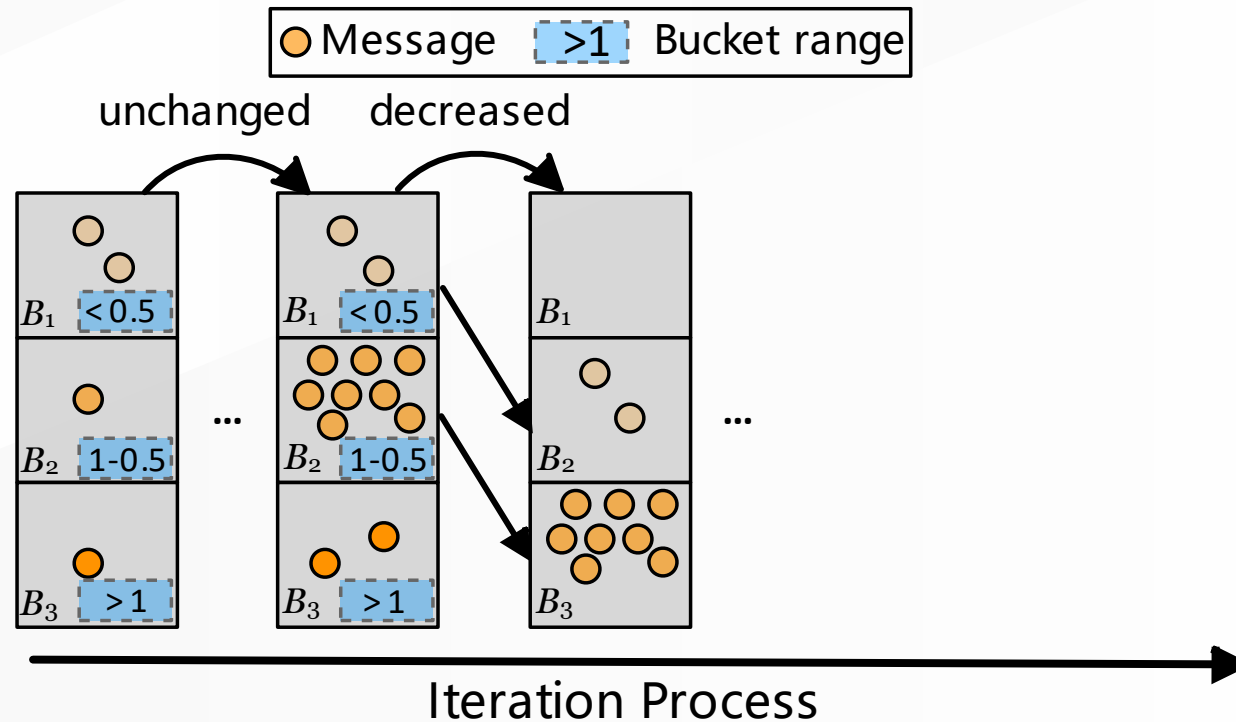 Message >1 Bucket range
unchanged decreased
B₁ < 0.5
B₁ < 0.5
B₁
B₂ 1-0.5
...
B₂ 1-0.5
B₂
...
B₃ > 1
B₃ > 1
B₃
Iteration Process